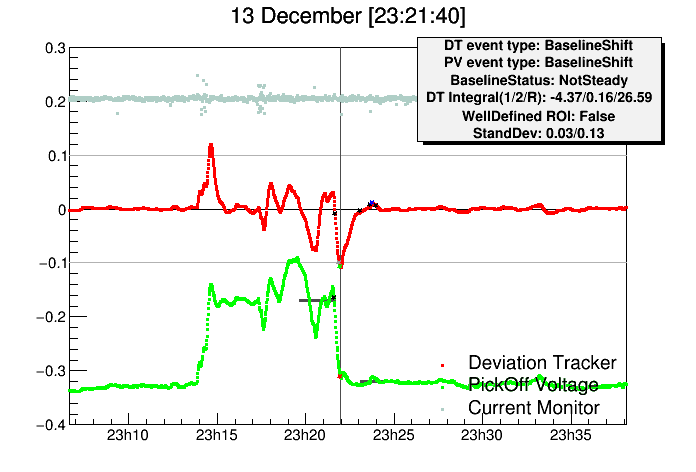 13 December [23:21:40]
DT event type: BaselineShift
PV event type: BaselineShift
BaselineStatus: NotSteady
DT Integral(1/2/R): -4.37/0.16/26.59
WellDefined ROI: False
StandDev: 0.03/0.13
0.3
0.2
0.1
0
−0.1
−0.2
−0.3
−0.4
Deviation Tracker
PickOff Voltage
Current Monitor
23h10 23h15 23h20 23h25 23h30 23h35